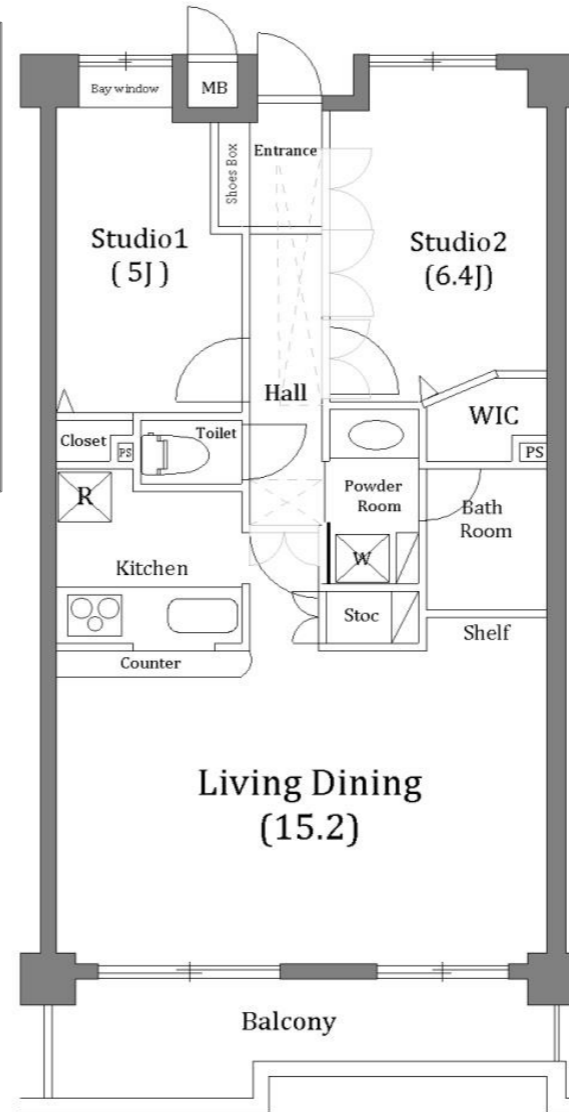 Bay window
MB
Shoes Box
Entrance
Studio1
( 5J )
Studio2
(6.4J)
Hall
WIC
Closet
PS
Toilet
PS
R
Powder
Room
Bath
Room
Kitchen
W
Stoc
Shelf
Counter
Living Dining
(15.2)
Balcony